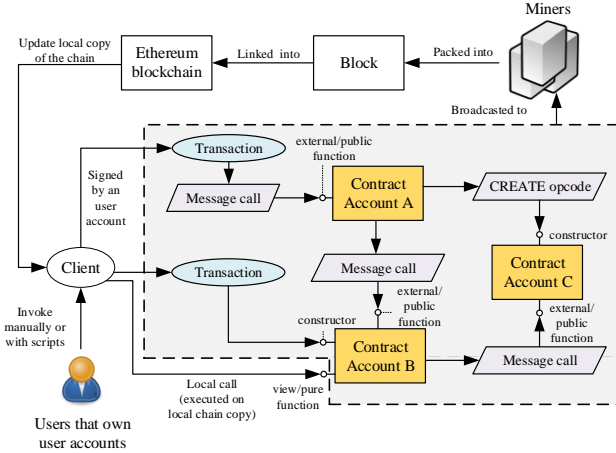 Miners
Update local copy
of the chain
Ethereum
blockchain
Linked into
Block
Packed into
Broadcasted to
Transaction
external/public
function
Signed
by an
user
account
Message call
Contract
Account A
CREATE opcode
constructor
Client
Transaction
Message call
Contract
Account C
external/
public
function
constructor
external/
public
function
Invoke
manually or
with scripts
Contract
Account B
Message call
Local call
(executed on
local chain copy)
view/pure
function
Users that own
user accounts